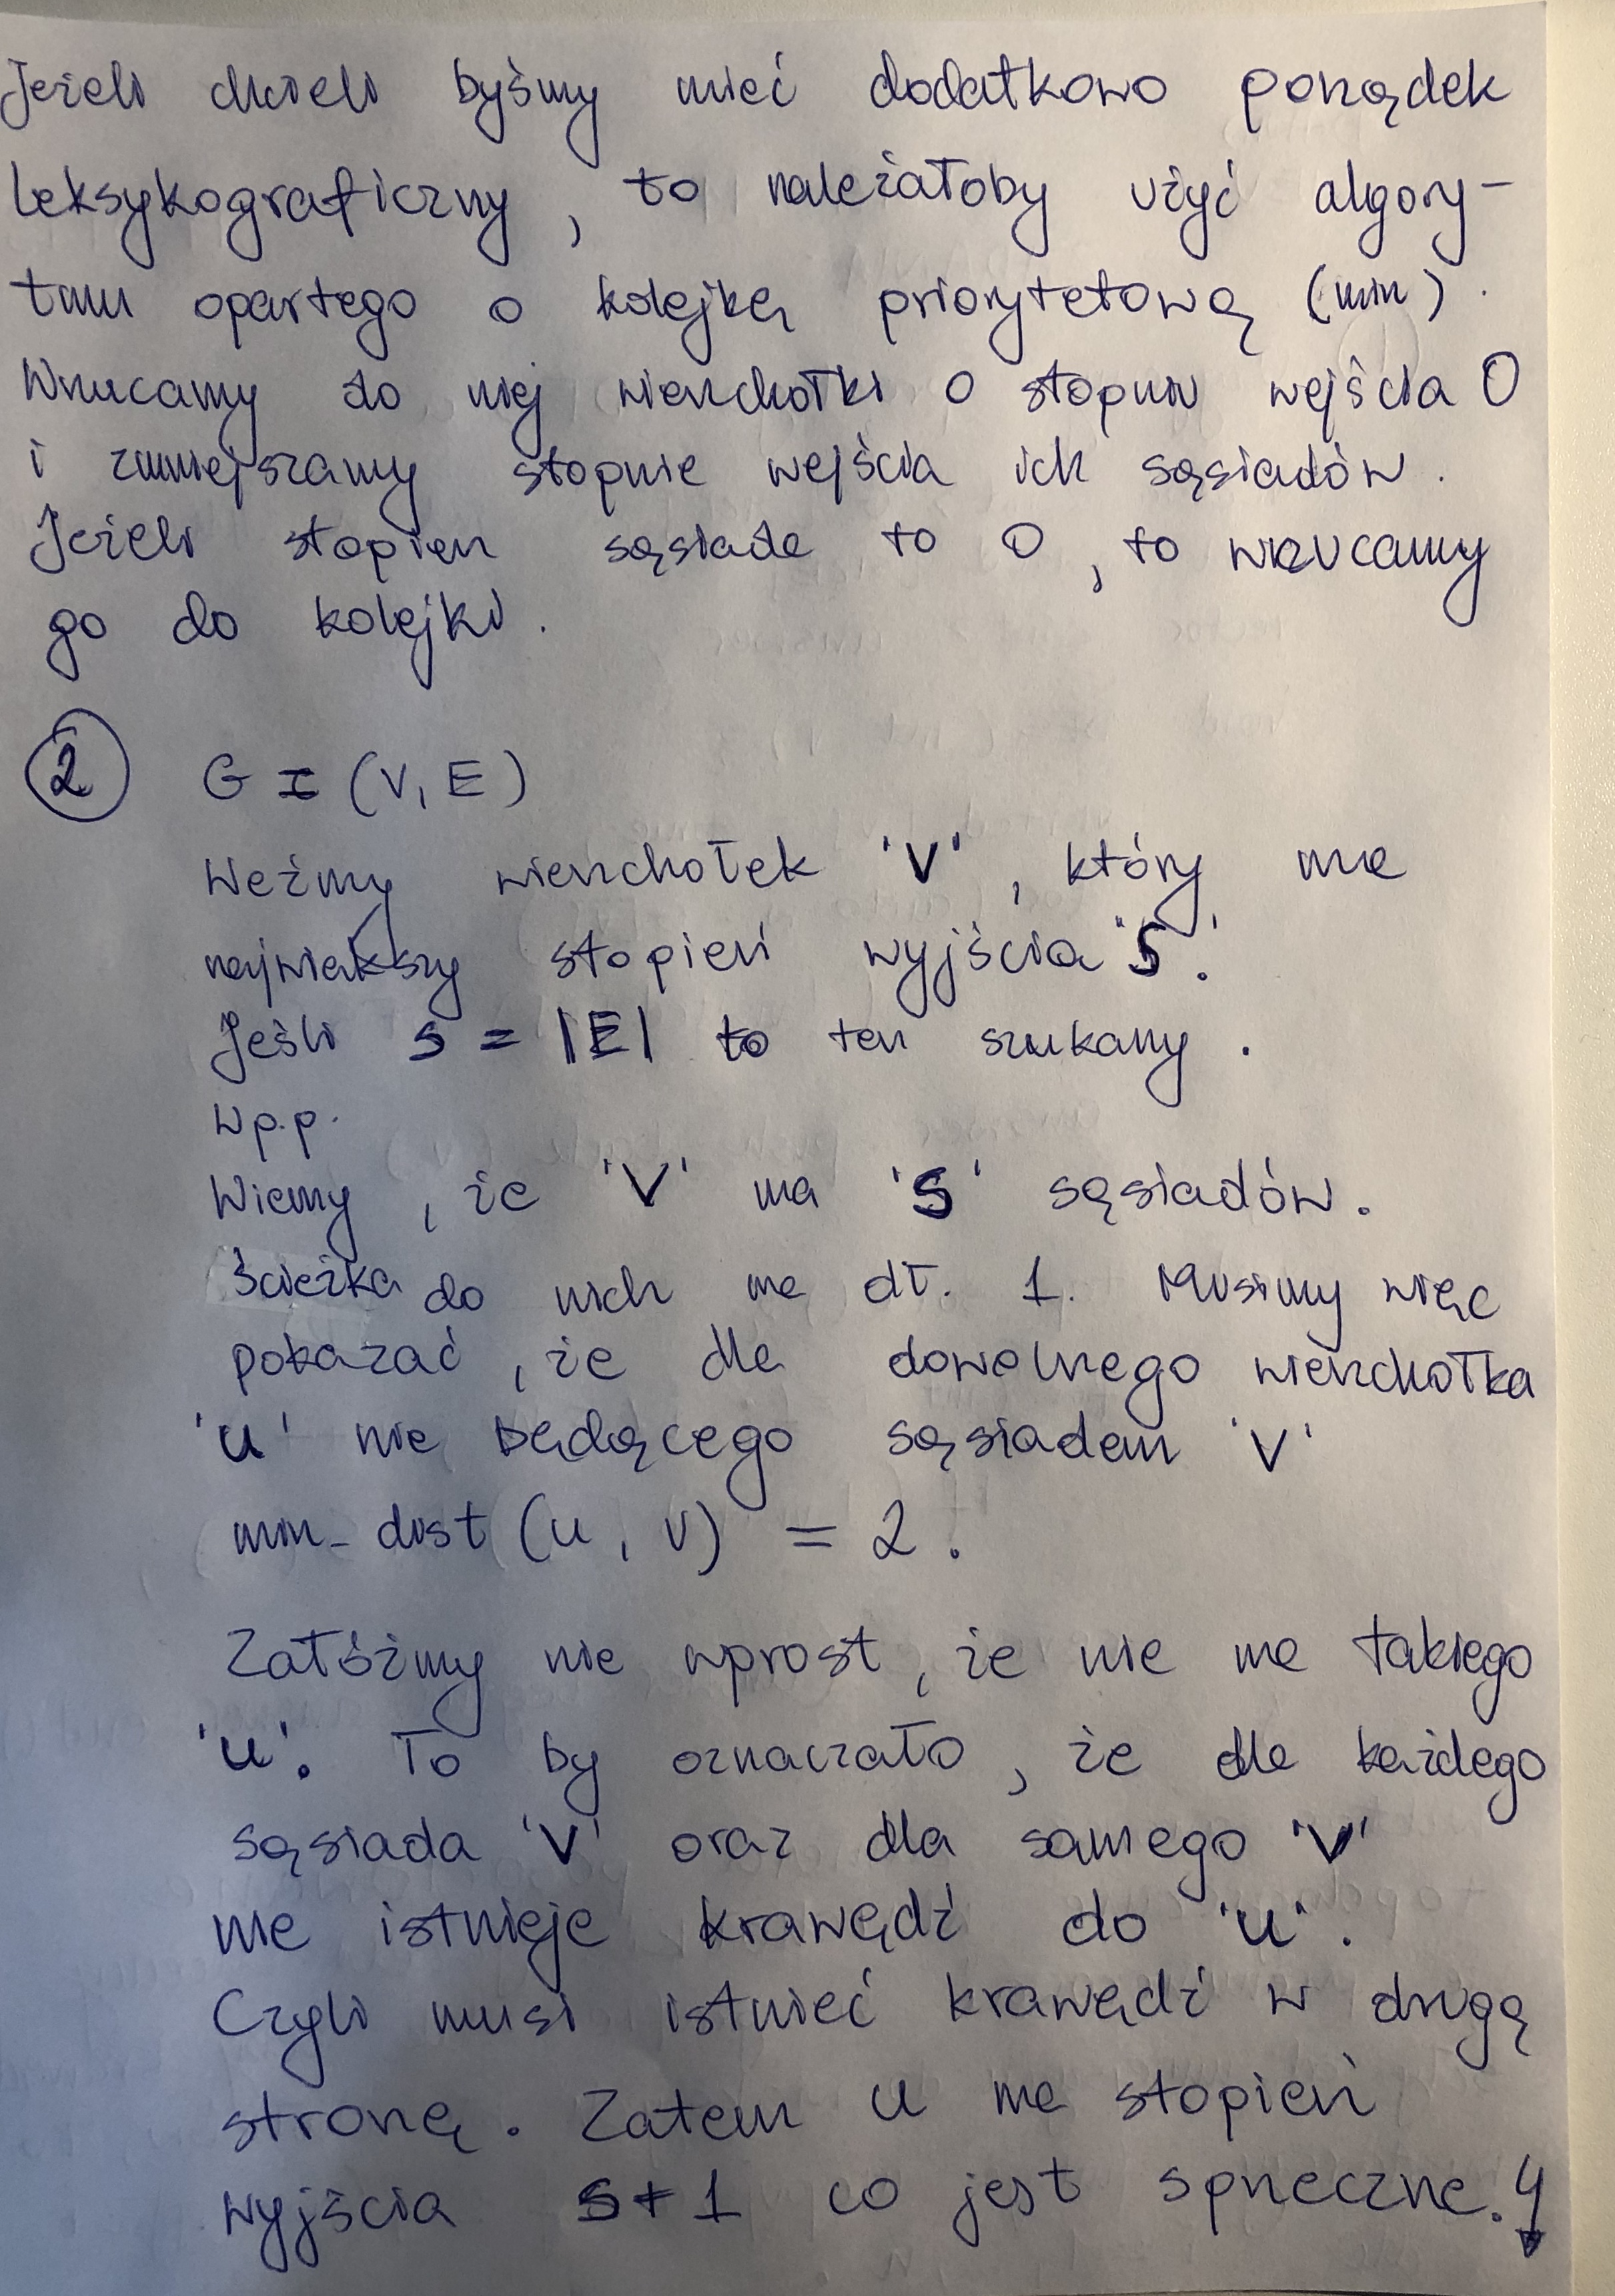 Jeżeli chcieli byśmy mieć dodatkowo porządek
leksykograficzny, to należałoby użyć algory-
tmu opartego o kolejkę priorytetową (min).
Wrzucamy do niej wierzchołki o stopniu wejścia 0
i zmniejszamy stopnie wejścia ich sąsiadów.
Jeżeli stopień sąsiada to 0, to wrzucamy
go do kolejki.
2 G = (V, E)
Weźmy wierzchołek 'V', który ma
największy stopień wyjścia 'S'.
Jeśli s = |E| to ten szukany.
W p.p.
Wiemy, że 'V' ma 'S' sąsiadów.
Ścieżka do nich ma dł. 1. Musimy więc
pokazać, że dla dowolnego wierzchołka
'u' nie będącego sąsiadem 'V'
min_dist (u, v) = 2.
Załóżmy nie wprost, że nie ma takiego
'u'. To by oznaczało, że dla każdego
sąsiada 'V' oraz dla samego 'V'
nie istnieje krawędź do 'u'.
Czyli musi istnieć krawędź w drugą
stronę. Zatem u ma stopień
wyjścia s+1 co jest sprzeczne.